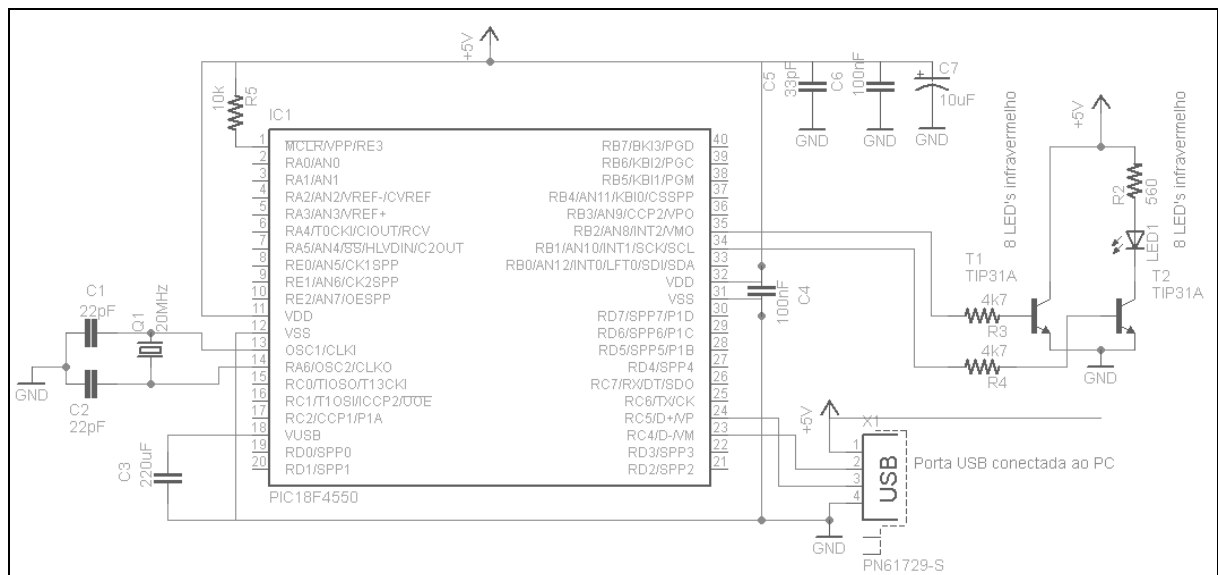 +5V
10k
R5
IC1
1
MCLR/VPP/RE3
2
RA0/AN0
3
RA1/AN1
4
RA2/AN2/VREF-/CVREF
5
RA3/AN3/VREF+
6
RA4/T0CKI/CIOUT/RCV
7
RA5/AN4/SS/HLVDIN/C2OUT
8
RE0/AN5/CK1SPP
9
RE1/AN6/CK2SPP
10
RE2/AN7/OESPP
11
VDD
12
VSS
13
OSC1/CLKI
14
RA6/OSC2/CLKO
15
RC0/TIOSO/T13CKI
16
RC1/T1OSI/ICCP2/UOE
17
RC2/CCP1/P1A
18
VUSB
19
RD0/SPP0
20
RD1/SPP1
PIC18F4550
RB7/BKI3/PGD
40
RB6/KBI2/PGC
39
RB5/KBI1/PGM
38
RB4/AN11/KBI0/CSSPP
37
RB3/AN9/CCP2/VPO
36
RB2/AN8/INT2/VMO
35
RB1/AN10/INT1/SCK/SCL
34
RB0/AN12/INT0/LFT0/SDI/SDA
33
VDD
32
VSS
31
RD7/SPP7/P1D
30
RD6/SPP6/P1C
29
RD5/SPP5/P1B
28
RD4/SPP4
27
RC7/RX/DT/SDO
26
RC6/TX/CK
25
RC5/D+/VP
24
RC4/D-/VM
23
RD3/SPP3
22
RD2/SPP2
21
C1
22pF
Q1
20MHz
GND
C2
22pF
C3
220uF
C5
33pF
GND
C6
100nF
GND
C7
+
10uF
GND
C4
100nF
8 LED's infravermelho
+5V
R2
560
LED1
8 LED's infravermelho
T1
TIP31A
T2
TIP31A
4k7
R3
4k7
R4
GND
+5V
X1
1
2
3
4
USB
Porta USB conectada ao PC
GND
PN61729-S